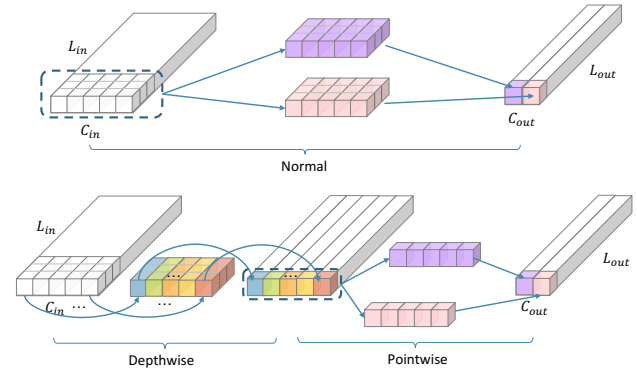 L_in
L_out
C_in
C_out
Normal
L_in
...
...
L_out
C_in ...
...
C_out
Depthwise
Pointwise